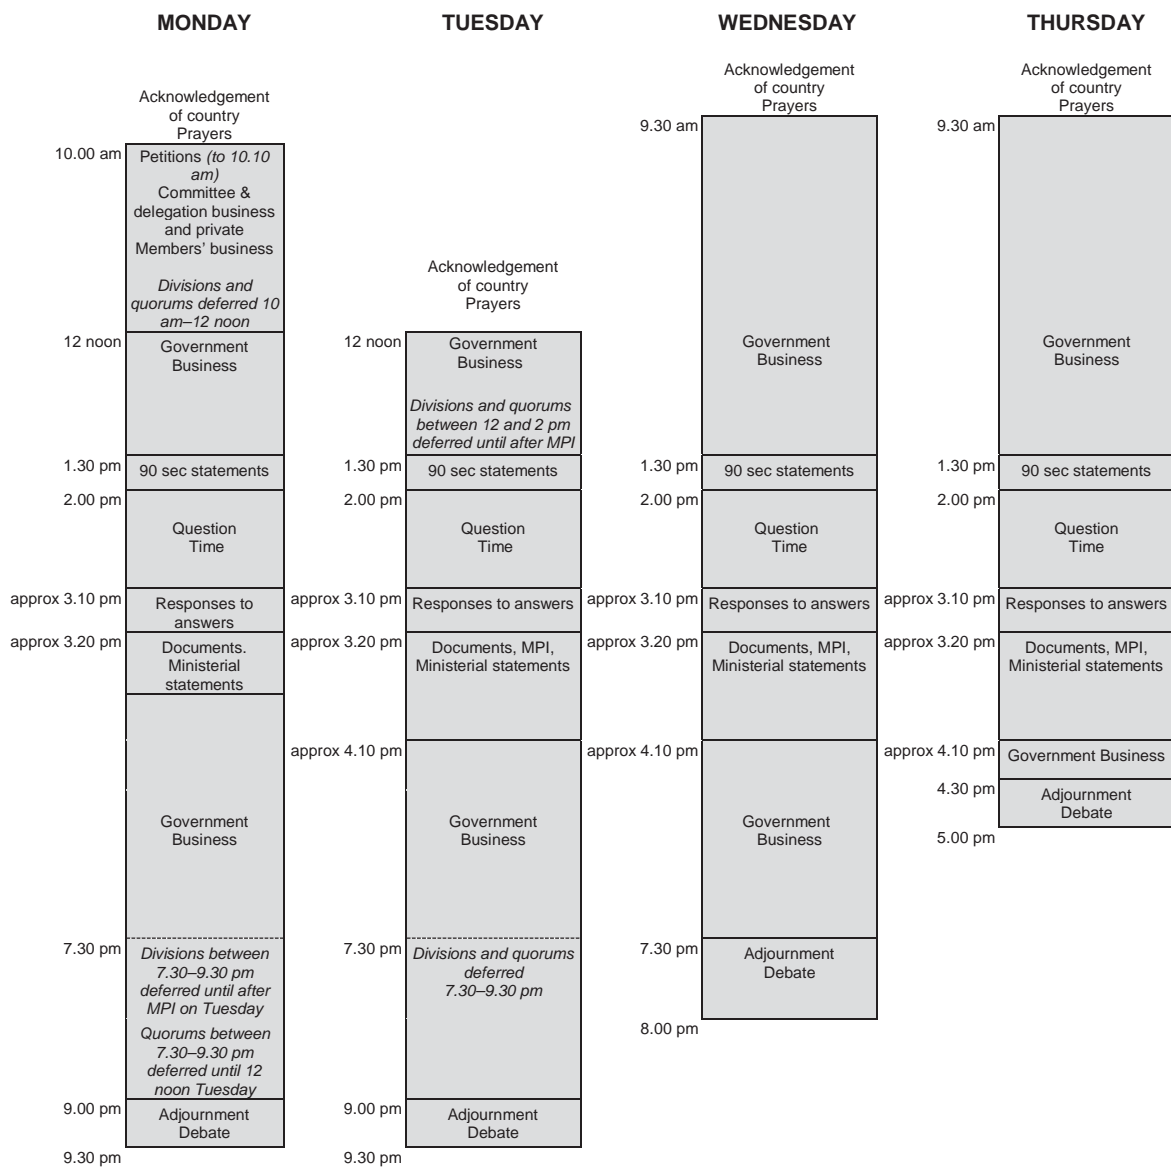 MONDAY
Acknowledgement
of country
Prayers
10.00 am
Petitions (to 10.10
am)
Committee &
delegation business
and private
Members' business
Divisions and
quorums deferred 10
am–12 noon
12 noon
Government
Business
1.30 pm
90 sec statements
2.00 pm
Question
Time
approx 3.10 pm
Responses to
answers
approx 3.20 pm
Documents.
Ministerial
statements
Government
Business
7.30 pm
Divisions between
7.30–9.30 pm
deferred until after
MPI on Tuesday
Quorums between
7.30–9.30 pm
deferred until 12
noon Tuesday
9.00 pm
Adjournment
Debate
9.30 pm
TUESDAY
Acknowledgement
of country
Prayers
12 noon
Government
Business
Divisions and quorums
between 12 and 2 pm
deferred until after MPI
1.30 pm
90 sec statements
2.00 pm
Question
Time
approx 3.10 pm
Responses to answers
approx 3.20 pm
Documents, MPI,
Ministerial statements
approx 4.10 pm
Government
Business
7.30 pm
Divisions and quorums
deferred
7.30–9.30 pm
9.00 pm
Adjournment
Debate
9.30 pm
WEDNESDAY
Acknowledgement
of country
Prayers
9.30 am
Government
Business
1.30 pm
90 sec statements
2.00 pm
Question
Time
approx 3.10 pm
Responses to answers
approx 3.20 pm
Documents, MPI,
Ministerial statements
approx 4.10 pm
Government
Business
7.30 pm
Adjournment
Debate
8.00 pm
THURSDAY
Acknowledgement
of country
Prayers
9.30 am
Government
Business
1.30 pm
90 sec statements
2.00 pm
Question
Time
approx 3.10 pm
Responses to answers
approx 3.20 pm
Documents, MPI,
Ministerial statements
approx 4.10 pm
Government Business
4.30 pm
Adjournment
Debate
5.00 pm